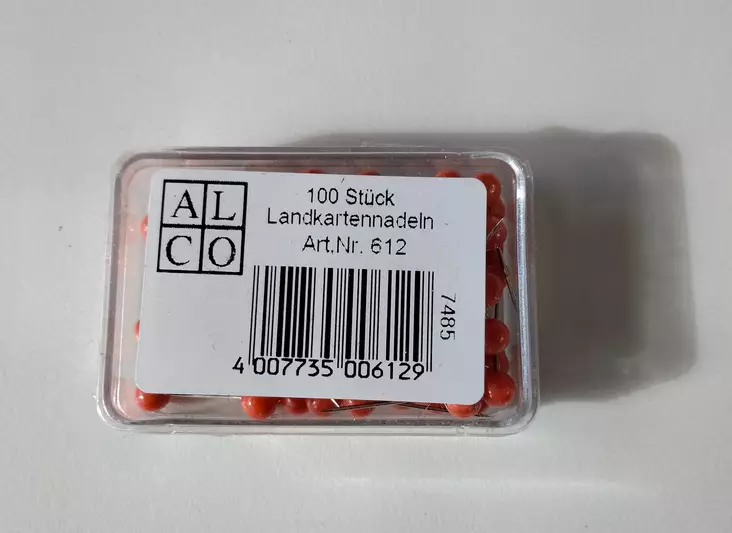 AL
CO
100 Stück
Landkartennadeln
Art.Nr. 612
7485
4 007735 006129